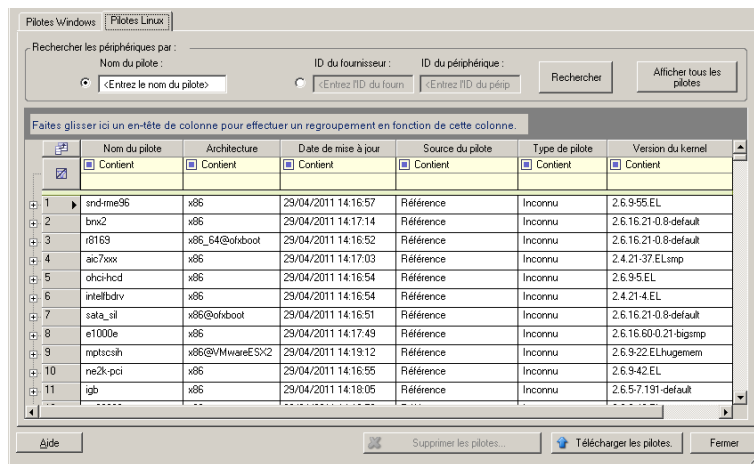 Pilotes Windows Pilotes Linux
Rechercher les périphériques par :
Nom du pilote : ID du fournisseur : ID du périphérique :
<Entrez le nom du pilote> <Entrez l'ID du fourn <Entrez l'ID du périp Rechercher Afficher tous les pilotes
Faites glisser ici un en-tête de colonne pour effectuer un regroupement en fonction de cette colonne.
Nom du pilote Architecture Date de mise à jour Source du pilote Type de pilote Version du kernel
Contient Contient Contient Contient Contient Contient
1 snd-rme96 x86 29/04/2011 14:16:57 Référence Inconnu 2.6.9-55.EL
2 bnx2 x86 29/04/2011 14:17:14 Référence Inconnu 2.6.16.21-0.8-default
3 r8169 x86_64@ofxboot 29/04/2011 14:16:52 Référence Inconnu 2.6.16.21-0.8-default
4 aic7xxx x86 29/04/2011 14:17:03 Référence Inconnu 2.4.21-37.ELsmp
5 ohci-hcd x86 29/04/2011 14:16:54 Référence Inconnu 2.6.9-5.EL
6 intelfbdrv x86 29/04/2011 14:16:54 Référence Inconnu 2.4.21-4.EL
7 sata_sil x86@ofxboot 29/04/2011 14:16:51 Référence Inconnu 2.6.16.21-0.8-default
8 e1000e x86 29/04/2011 14:17:49 Référence Inconnu 2.6.16.60-0.21-bigsmp
9 mptscsih x86@VMwareESX2 29/04/2011 14:19:12 Référence Inconnu 2.6.9-22.ELhugemem
10 ne2k-pci x86 29/04/2011 14:16:55 Référence Inconnu 2.6.9-42.EL
11 igb x86 29/04/2011 14:18:05 Référence Inconnu 2.6.5-7.191-default
Aide Supprimer les pilotes... Télécharger les pilotes. Fermer